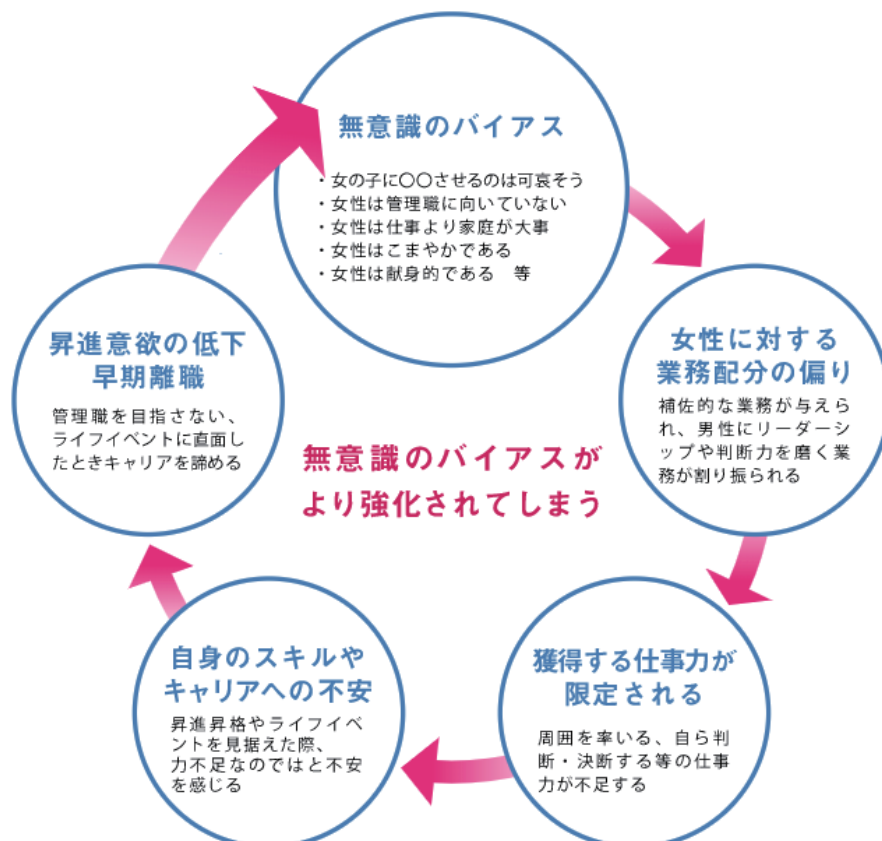 無意識のバイアス
・女の子に〇〇させるのは可哀そう
・女性は管理職に向いていない
・女性は仕事より家庭が大事
・女性はこまやかである
・女性は献身的である　等
女性に対する
業務配分の偏り
補佐的な業務が与えら
れ、男性にリーダーシ
ップや判断力を磨く業
務が割り振られる
獲得する仕事力が
限定される
周囲を率いる、自ら判
断・決断する等の仕事
力が不足する
自身のスキルや
キャリアへの不安
昇進昇格やライフイベ
ントを見据えた際、
力不足なのではと不安
を感じる
昇進意欲の低下
早期離職
管理職を目指さない、
ライフイベントに直面し
たときキャリアを諦める
無意識のバイアスが
より強化されてしまう